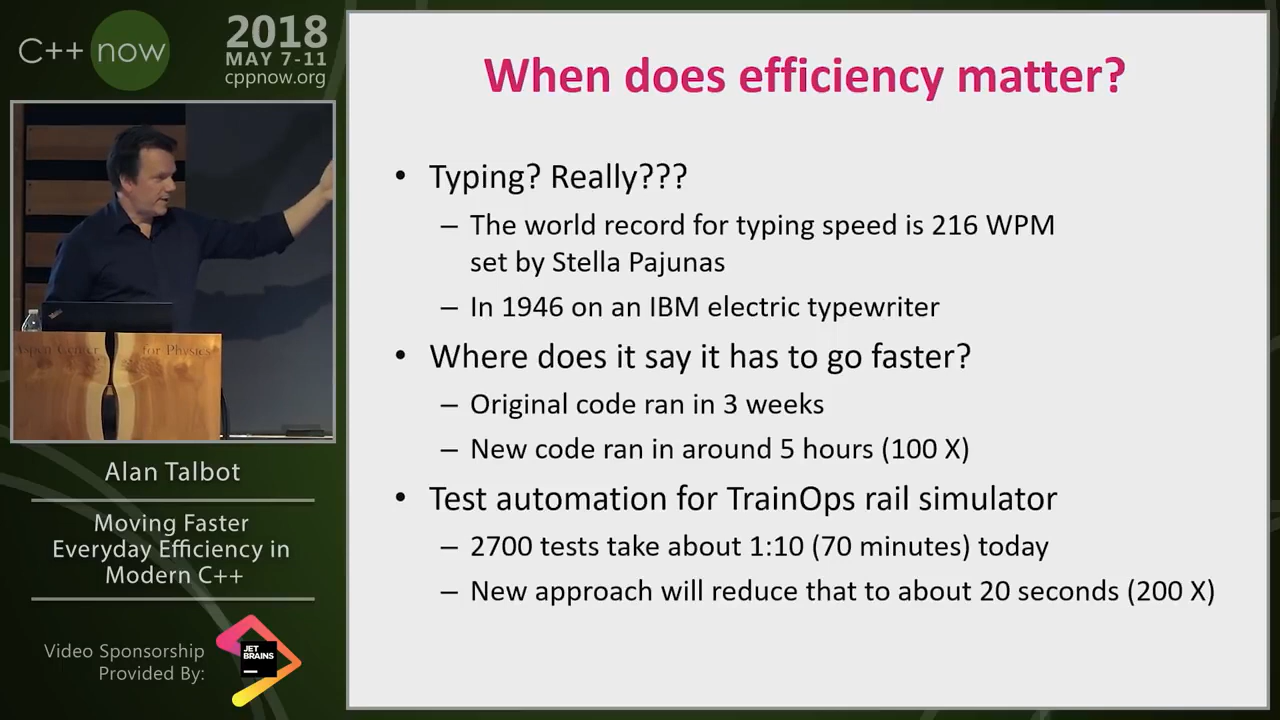 C++ now
2018
MAY 7-11
cppnow.org
Aspen Center for Physics
Alan Talbot
Moving Faster
Everyday Efficiency in
Modern C++
Video Sponsorship
Provided By:
JET
BRAINS
When does efficiency matter?
• Typing? Really???
– The world record for typing speed is 216 WPM
set by Stella Pajunas
– In 1946 on an IBM electric typewriter
• Where does it say it has to go faster?
– Original code ran in 3 weeks
– New code ran in around 5 hours (100 X)
• Test automation for TrainOps rail simulator
– 2700 tests take about 1:10 (70 minutes) today
– New approach will reduce that to about 20 seconds (200 X)